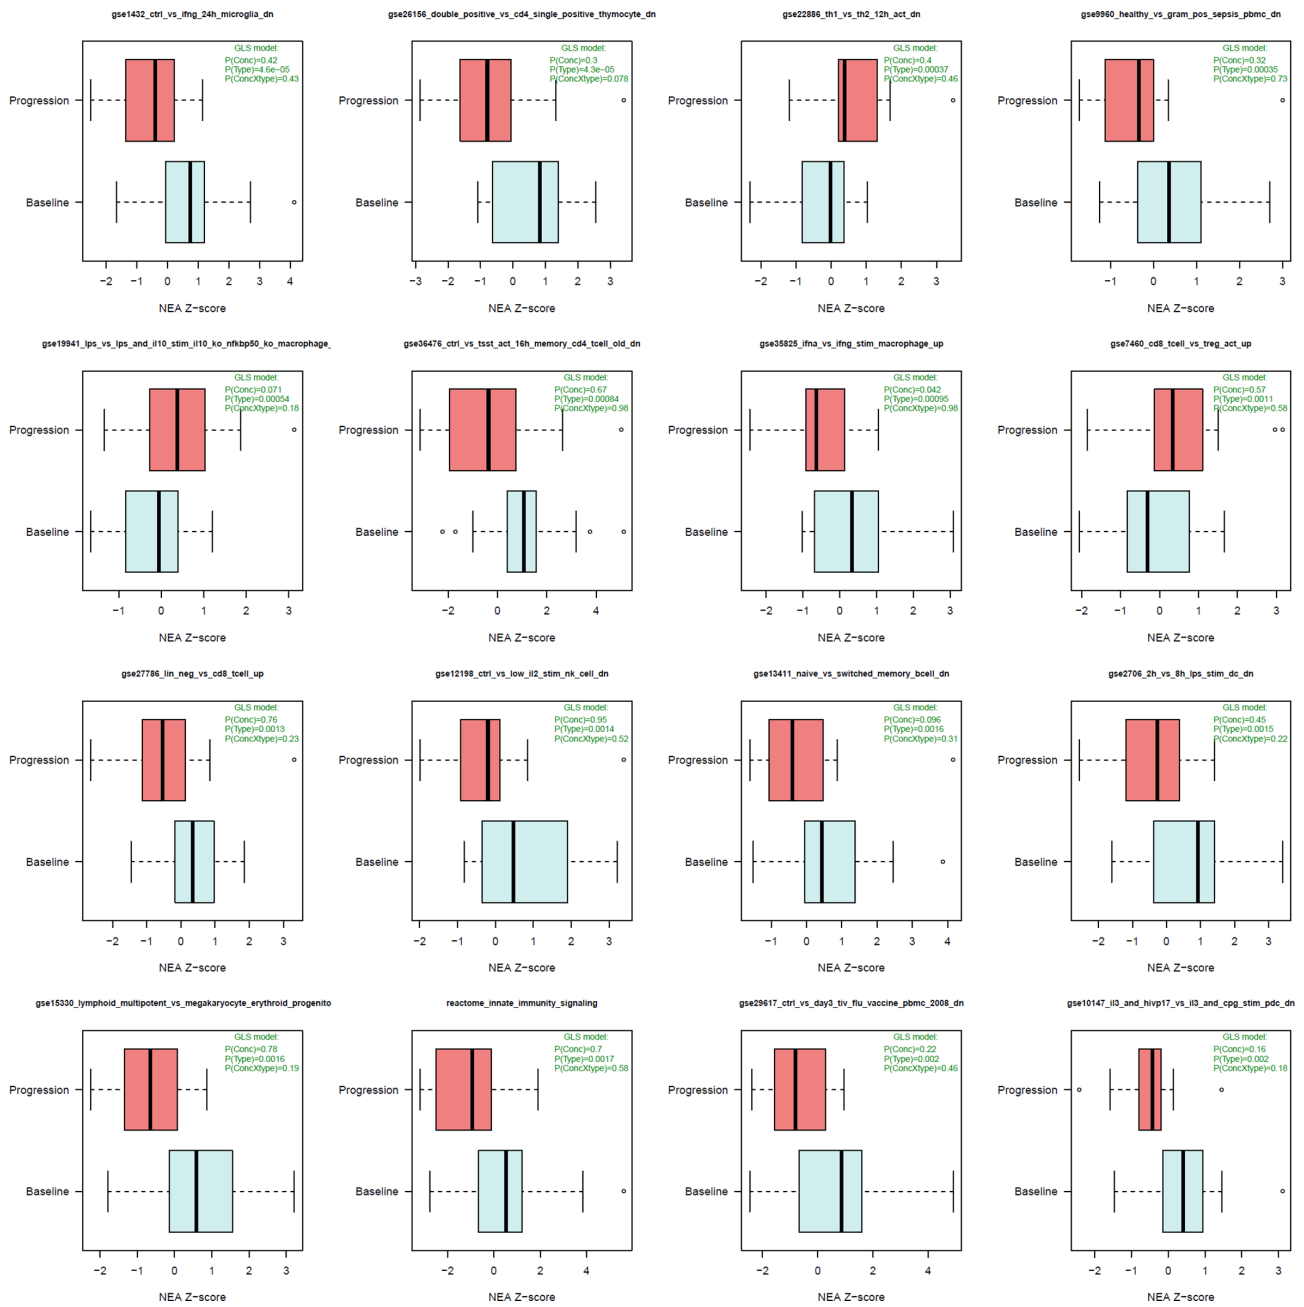 gse1432_ctrl_vs_ifng_24h_microglia_dn
GLS model:
P(Conc)=0.42
P(Type)=4.6e-05
P(ConcXtype)=0.43
Progression
Baseline
−2 −1 0 1 2 3 4
NEA Z−score
gse26156_double_positive_vs_cd4_single_positive_thymocyte_dn
GLS model:
P(Conc)=0.3
P(Type)=4.3e-05
P(ConcXtype)=0.078
Progression
Baseline
−3 −2 −1 0 1 2 3
NEA Z−score
gse22886_th1_vs_th2_12h_act_dn
GLS model:
P(Conc)=0.4
P(Type)=0.00037
P(ConcXtype)=0.46
Progression
Baseline
−2 −1 0 1 2 3
NEA Z−score
gse9960_healthy_vs_gram_pos_sepsis_pbmc_dn
GLS model:
P(Conc)=0.32
P(Type)=0.00035
P(ConcXtype)=0.73
Progression
Baseline
−1 0 1 2 3
NEA Z−score
gse19941_lps_vs_lps_and_il10_stim_il10_ko_nfkbp50_ko_macrophage_
GLS model:
P(Conc)=0.071
P(Type)=0.00054
P(ConcXtype)=0.18
Progression
Baseline
−1 0 1 2 3
NEA Z−score
gse36476_ctrl_vs_tsst_act_16h_memory_cd4_tcell_old_dn
GLS model:
P(Conc)=0.67
P(Type)=0.00084
P(ConcXtype)=0.98
Progression
Baseline
−2 0 2 4
NEA Z−score
gse35825_ifna_vs_ifng_stim_macrophage_up
GLS model:
P(Conc)=0.042
P(Type)=0.00095
P(ConcXtype)=0.98
Progression
Baseline
−2 −1 0 1 2 3
NEA Z−score
gse7460_cd8_tcell_vs_treg_act_up
GLS model:
P(Conc)=0.57
P(Type)=0.0011
P(ConcXtype)=0.58
Progression
Baseline
−2 −1 0 1 2 3
NEA Z−score
gse27786_lin_neg_vs_cd8_tcell_up
GLS model:
P(Conc)=0.76
P(Type)=0.0013
P(ConcXtype)=0.23
Progression
Baseline
−2 −1 0 1 2 3
NEA Z−score
gse12198_ctrl_vs_low_il2_stim_nk_cell_dn
GLS model:
P(Conc)=0.95
P(Type)=0.0014
P(ConcXtype)=0.52
Progression
Baseline
−2 −1 0 1 2 3
NEA Z−score
gse13411_naive_vs_switched_memory_bcell_dn
GLS model:
P(Conc)=0.096
P(Type)=0.0016
P(ConcXtype)=0.31
Progression
Baseline
−1 0 1 2 3 4
NEA Z−score
gse2706_2h_vs_8h_lps_stim_dc_dn
GLS model:
P(Conc)=0.45
P(Type)=0.0015
P(ConcXtype)=0.22
Progression
Baseline
−2 −1 0 1 2 3
NEA Z−score
gse15330_lymphoid_multipotent_vs_megakaryocyte_erythroid_progenito
GLS model:
P(Conc)=0.78
P(Type)=0.0016
P(ConcXtype)=0.19
Progression
Baseline
−2 −1 0 1 2 3
NEA Z−score
reactome_innate_immunity_signaling
GLS model:
P(Conc)=0.7
P(Type)=0.0017
P(ConcXtype)=0.58
Progression
Baseline
−2 0 2 4
NEA Z−score
gse29617_ctrl_vs_day3_tiv_flu_vaccine_pbmc_2008_dn
GLS model:
P(Conc)=0.22
P(Type)=0.002
P(ConcXtype)=0.46
Progression
Baseline
−2 0 2 4
NEA Z−score
gse10147_il3_and_hivp17_vs_il3_and_cpg_stim_pdc_dn
GLS model:
P(Conc)=0.16
P(Type)=0.002
P(ConcXtype)=0.18
Progression
Baseline
−2 −1 0 1 2 3
NEA Z−score